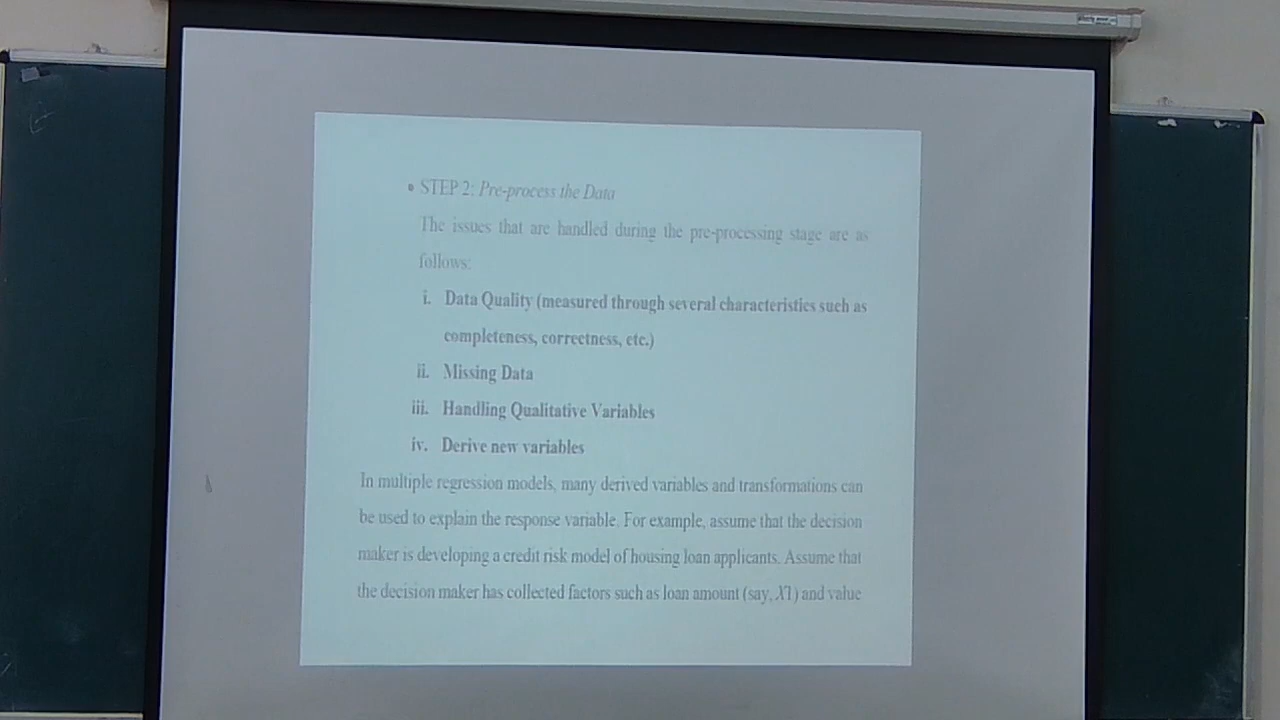 • STEP 2: Pre-process the Data
The issues that are handled during the pre-processing stage are as
follows:
i. Data Quality (measured through several characteristics such as
completeness, correctness, etc.)
ii. Missing Data
iii. Handling Qualitative Variables
iv. Derive new variables
In multiple regression models, many derived variables and transformations can
be used to explain the response variable. For example, assume that the decision
maker is developing a credit risk model of housing loan applicants. Assume that
the decision maker has collected factors such as loan amount (say, X1) and value